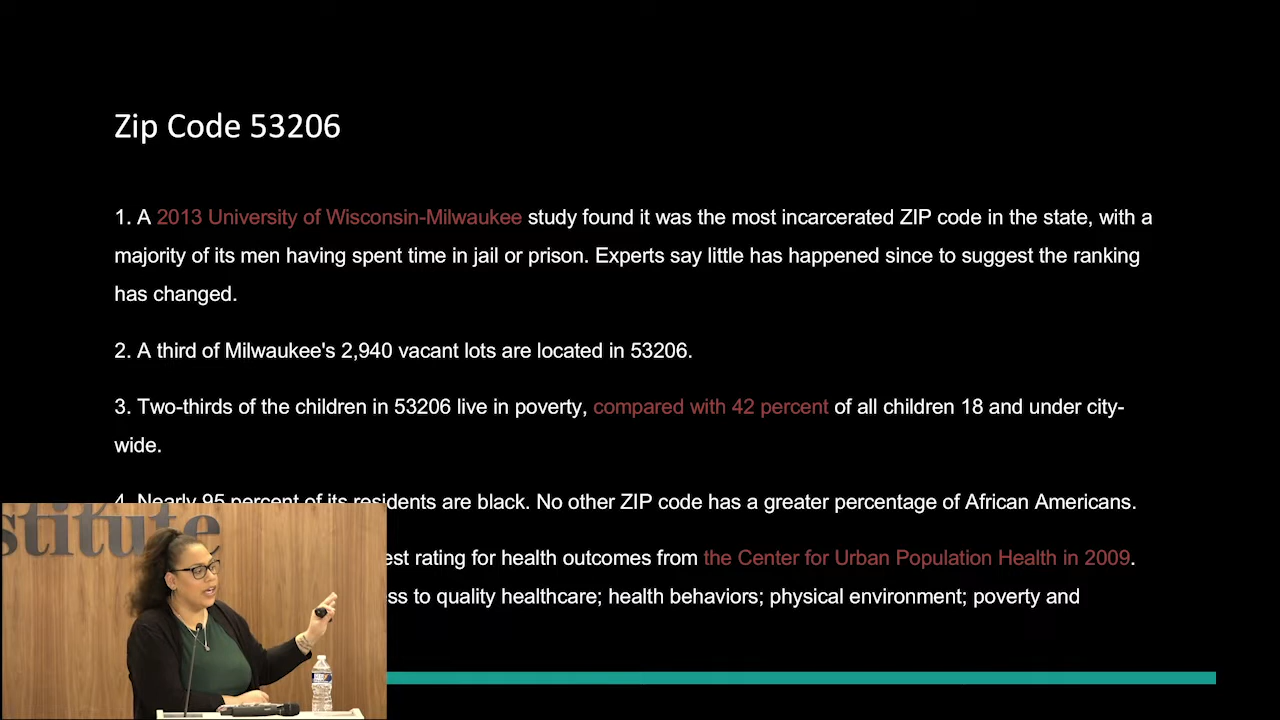 Zip Code 53206
1. A 2013 University of Wisconsin-Milwaukee study found it was the most incarcerated ZIP code in the state, with a
majority of its men having spent time in jail or prison. Experts say little has happened since to suggest the ranking
has changed.
2. A third of Milwaukee's 2,940 vacant lots are located in 53206.
3. Two-thirds of the children in 53206 live in poverty, compared with 42 percent of all children 18 and under city-
wide.
4. Nearly 95 percent of its residents are black. No other ZIP code has a greater percentage of African Americans.
est rating for health outcomes from the Center for Urban Population Health in 2009.
ss to quality healthcare; health behaviors; physical environment; poverty and
stitute